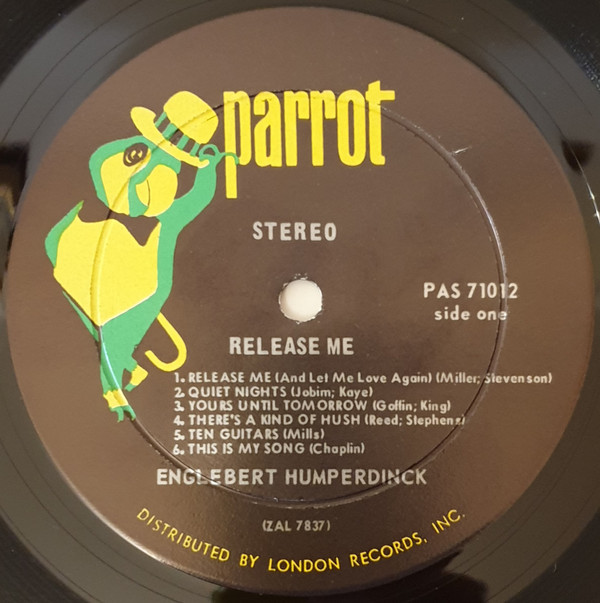 parrot
STEREO
PAS 71012
side one
RELEASE ME
1. RELEASE ME (And Let Me Love Again) (Miller; Stevenson)
2. QUIET NIGHTS (Jobim; Kaye)
3. YOURS UNTIL TOMORROW (Goffin; King)
4. THERE'S A KIND OF HUSH (Reed; Stephens)
5. TEN GUITARS (Mills)
6. THIS IS MY SONG (Chaplin)
ENGLEBERT HUMPERDINCK
(ZAL 7837)
DISTRIBUTED BY LONDON RECORDS, INC.